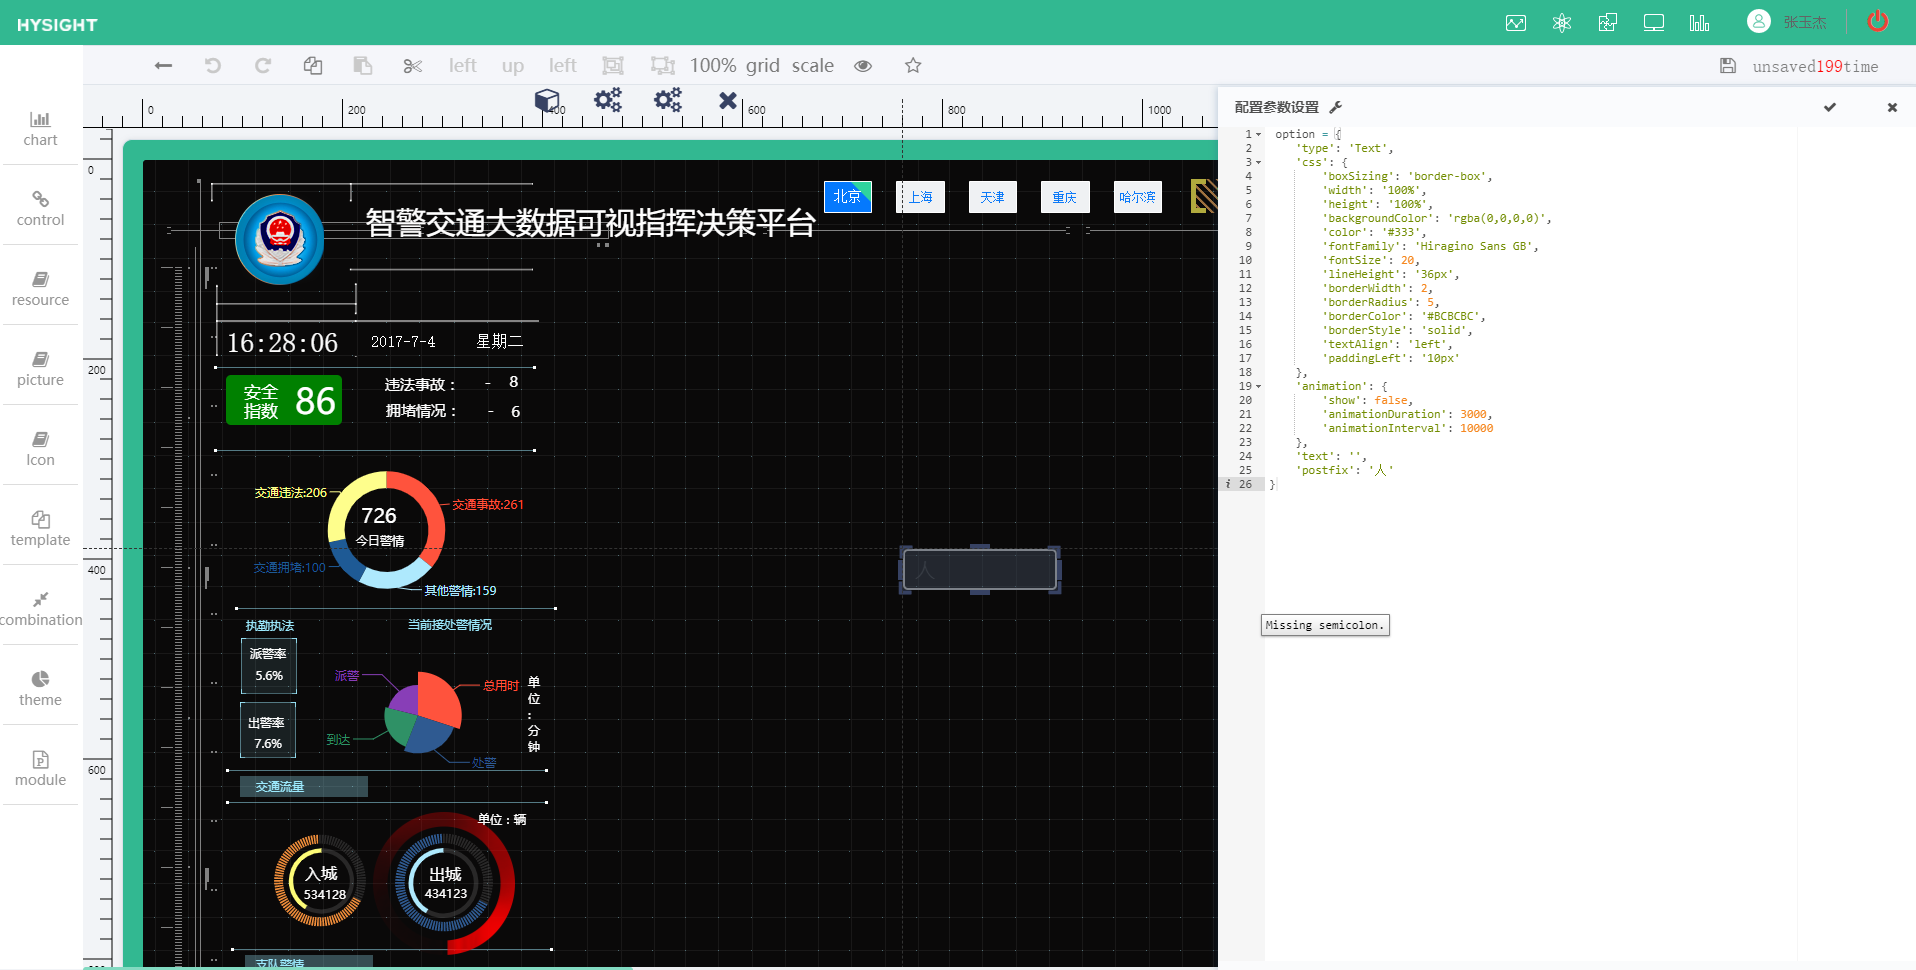 HYSIGHT
张玉杰
left up left 100% grid scale
unsaved199time
0 200 400 600 800 1000
0
200
400
600
chart
control
resource
picture
Icon
template
combination
theme
module
智警交通大数据可视指挥决策平台
北京 上海 天津 重庆 哈尔滨
16:28:06 2017-7-4 星期二
安全指数 86
违法事故： - 8
拥堵情况： - 6
交通违法:206
交通事故:261
726
今日警情
交通拥堵:100
其他警情:159
执勤执法 当前接处警情况
派警率
5.6%
出警率
7.6%
派警
总用时
到达
处警
单位:分钟
交通流量
单位：辆
入城
534128
出城
434123
支队警情
人
配置参数设置
1 option = {
2 'type': 'Text',
3 'css': {
4 'boxSizing': 'border-box',
5 'width': '100%',
6 'height': '100%',
7 'backgroundColor': 'rgba(0,0,0,0)',
8 'color': '#333',
9 'fontFamily': 'Hiragino Sans GB',
10 'fontSize': 20,
11 'lineHeight': '36px',
12 'borderWidth': 2,
13 'borderRadius': 5,
14 'borderColor': '#BCBCBC',
15 'borderStyle': 'solid',
16 'textAlign': 'left',
17 'paddingLeft': '10px'
18 },
19 'animation': {
20 'show': false,
21 'animationDuration': 3000,
22 'animationInterval': 10000
23 },
24 'text': '',
25 'postfix': '人'
i 26 }
Missing semicolon.